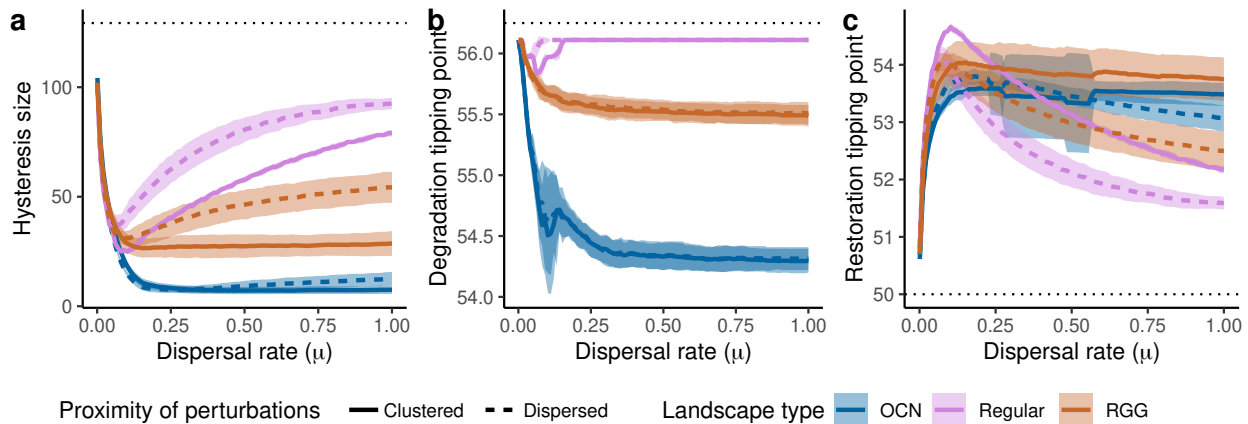 a
b
c
Hysteresis size
100
50
0
0.00
0.25
0.50
0.75
1.00
Dispersal rate (μ)
Degradation tipping point
56.0
55.5
55.0
54.5
54.0
0.00
0.25
0.50
0.75
1.00
Dispersal rate (μ)
Restoration tipping point
54
53
52
51
50
0.00
0.25
0.50
0.75
1.00
Dispersal rate (μ)
Proximity of perturbations
Clustered
Dispersed
Landscape type
OCN
Regular
RGG